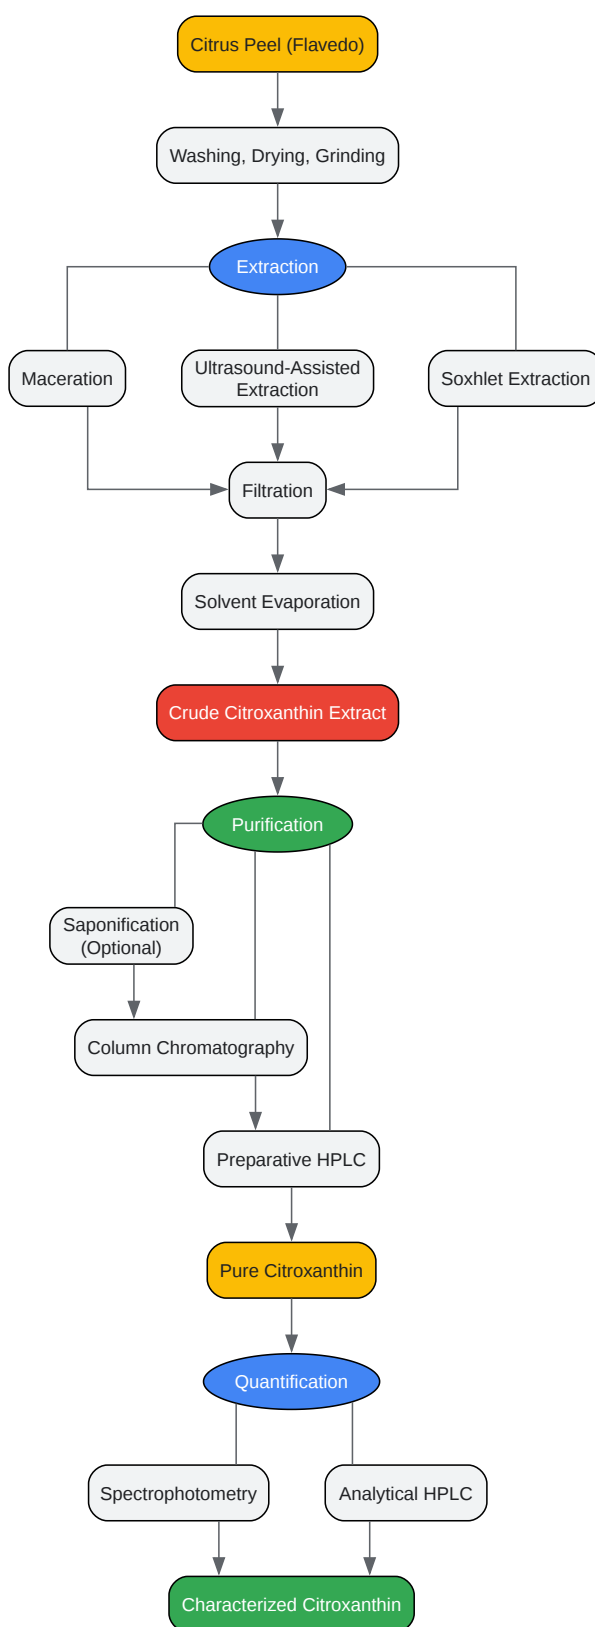 Citrus Peel (Flavedo)
Washing, Drying, Grinding
Extraction
Maceration
Ultrasound-Assisted
Extraction
Soxhlet Extraction
Filtration
Solvent Evaporation
Crude Citroxanthin Extract
Purification
Saponification
(Optional)
Column Chromatography
Preparative HPLC
Pure Citroxanthin
Quantification
Spectrophotometry
Analytical HPLC
Characterized Citroxanthin